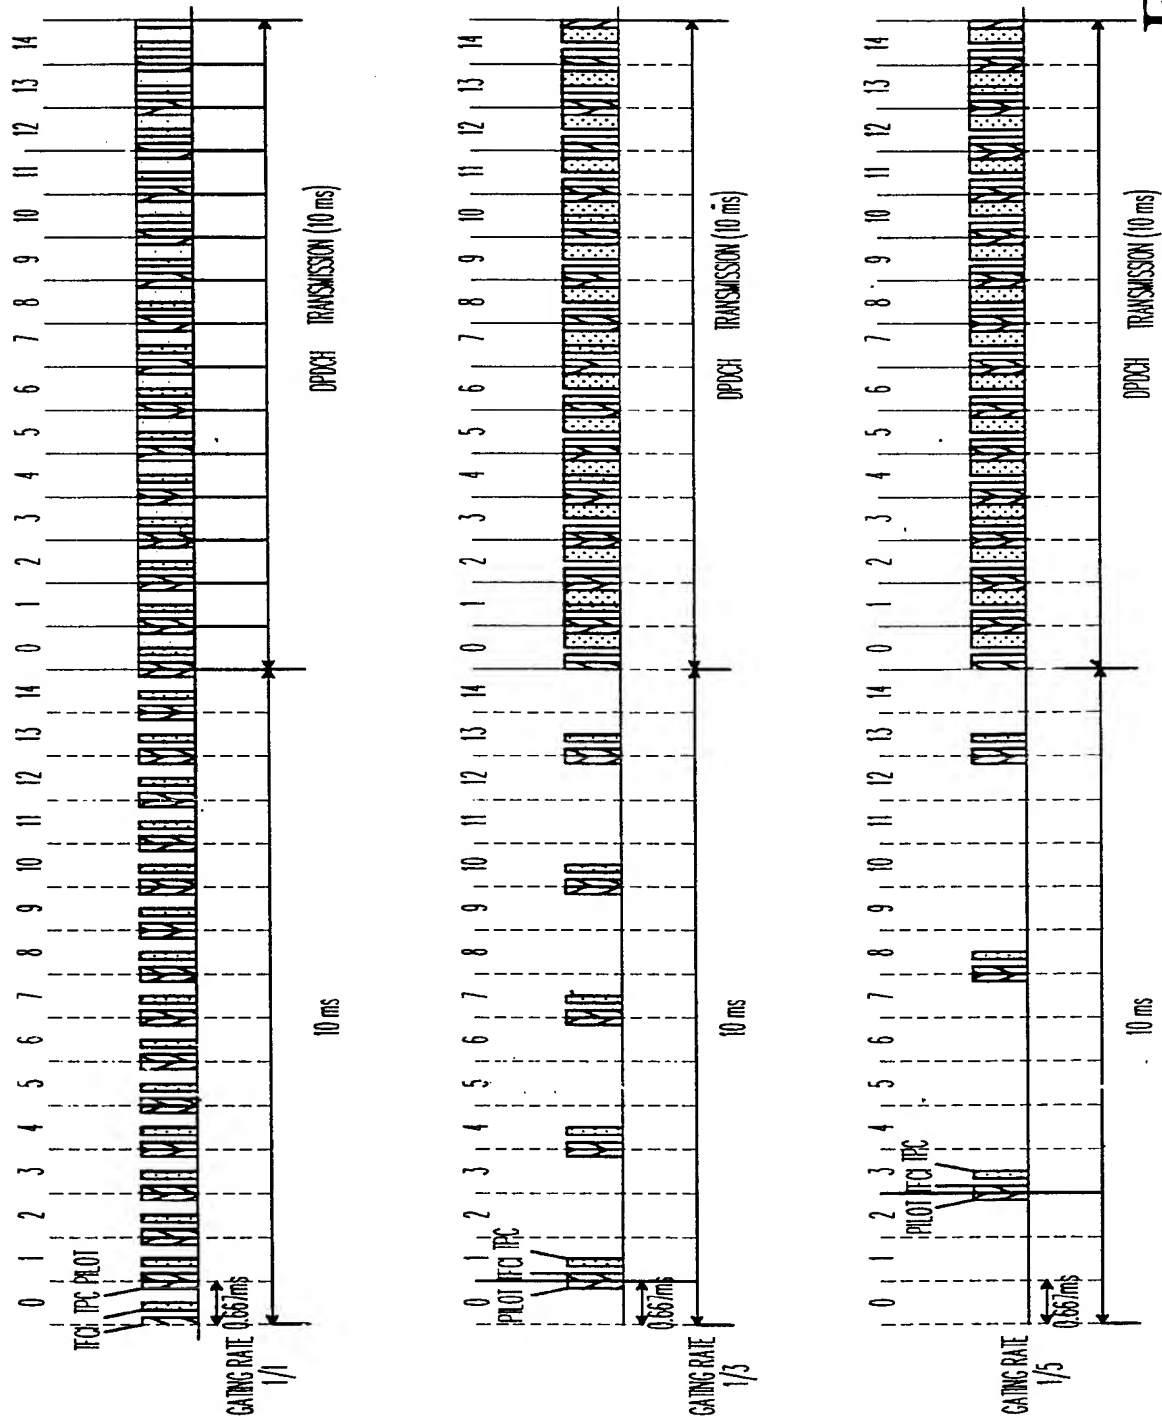 0 1 2 3 4 5 6 7 8 9 10 11 12 13 14 0 1 2 3 4 5 6 7 8 9 10 11 12 13 14
TFCI TPC PILOT
0.667ms
GATING RATE
1/1
10 ms
DPDCH TRANSMISSION (10 ms)
0 1 2 3 4 5 6 7 8 9 10 11 12 13 14 0 1 2 3 4 5 6 7 8 9 10 11 12 13 14
PILOT TFCI TPC
0.667ms
GATING RATE
1/3
10 ms
DPDCH TRANSMISSION (10 ms)
0 1 2 3 4 5 6 7 8 9 10 11 12 13 14 0 1 2 3 4 5 6 7 8 9 10 11 12 13 14
PILOT TFCI TPC
0.667ms
GATING RATE
1/5
10 ms
DPDCH TRANSMISSION (10 ms)